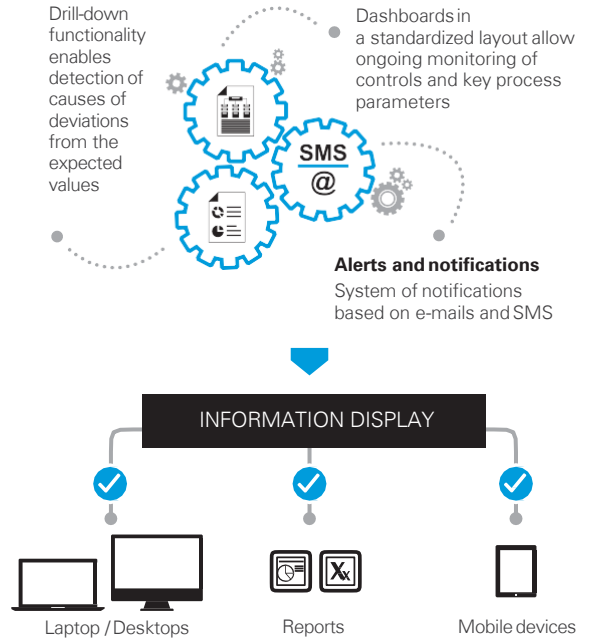 Drill-down
functionality
enables
detection of
causes of
deviations
from the
expected
values
Dashboards in
a standardized layout allow
ongoing monitoring of
controls and key process
parameters
SMS
@
Alerts and notifications
System of notifications
based on e-mails and SMS
INFORMATION DISPLAY
Xx
Laptop / Desktops
Reports
Mobile devices